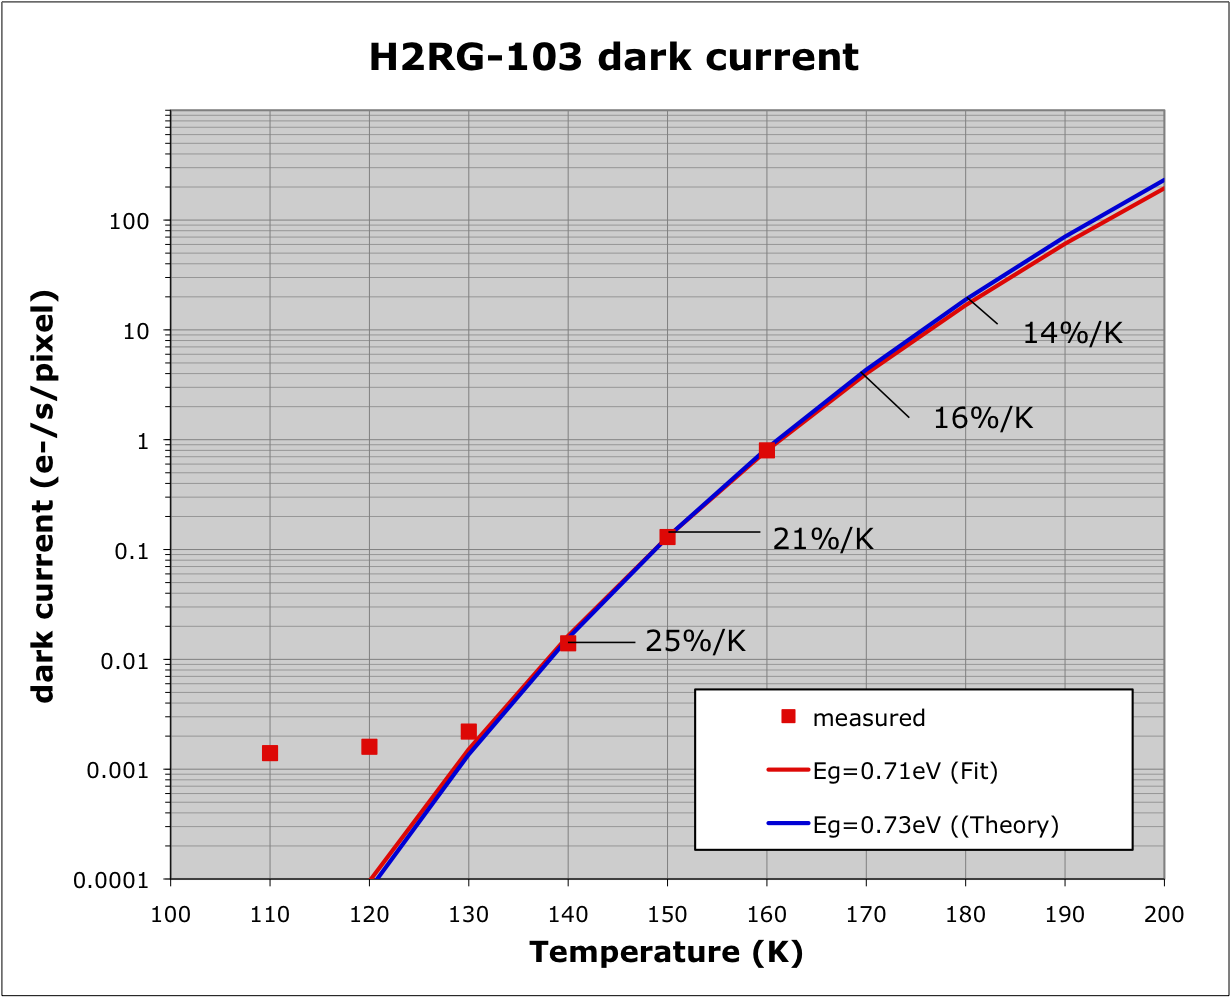 H2RG-103 dark current
dark current (e-/s/pixel)
100
10
1
0.1
0.01
0.001
0.0001
14%/K
16%/K
21%/K
25%/K
measured
Eg=0.71eV (Fit)
Eg=0.73eV ((Theory)
100 110 120 130 140 150 160 170 180 190 200
Temperature (K)